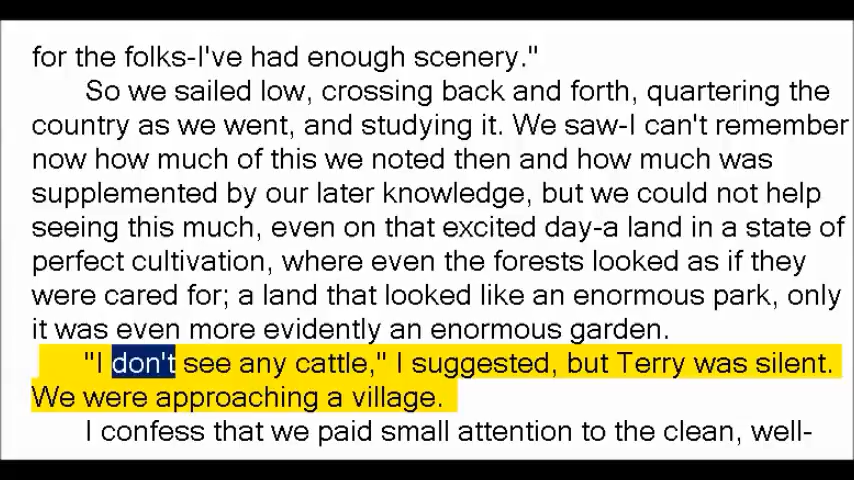 for the folks-I've had enough scenery."
So we sailed low, crossing back and forth, quartering the
country as we went, and studying it. We saw-I can't remember
now how much of this we noted then and how much was
supplemented by our later knowledge, but we could not help
seeing this much, even on that excited day-a land in a state of
perfect cultivation, where even the forests looked as if they
were cared for; a land that looked like an enormous park, only
it was even more evidently an enormous garden.
"I don't see any cattle," I suggested, but Terry was silent.
We were approaching a village.
I confess that we paid small attention to the clean, well-